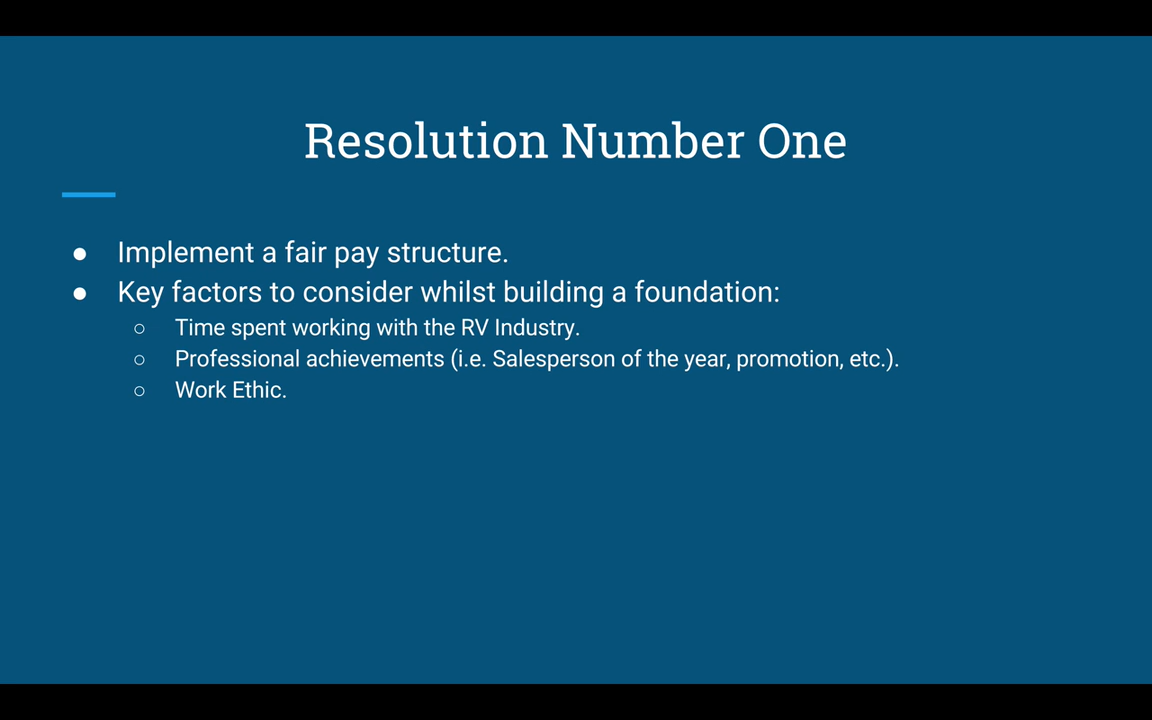 Resolution Number One
● Implement a fair pay structure.
● Key factors to consider whilst building a foundation:
○ Time spent working with the RV Industry.
○ Professional achievements (i.e. Salesperson of the year, promotion, etc.).
○ Work Ethic.